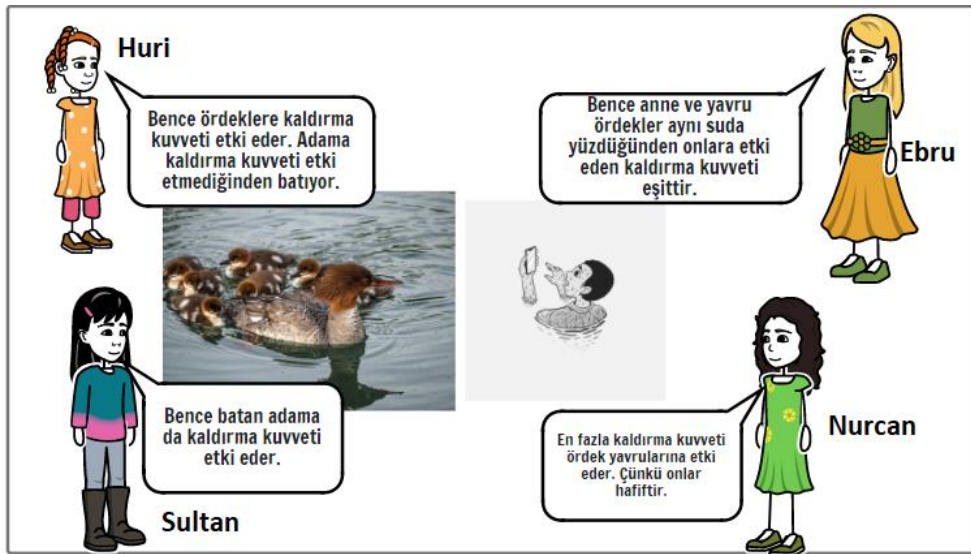 Huri
Bence ördeklere kaldırma
kuvveti etki eder. Adama
kaldırma kuvveti etki
etmediğinden batıyor.
Bence anne ve yavru
ördekler aynı suda
yüzdüğünden onlara etki
eden kaldırma kuvveti
eşittir.
Ebru
Bence batan adama
da kaldırma kuvveti
etki eder.
Sultan
En fazla kaldırma kuvveti
ördek yavrularına etki
eder. Çünkü onlar
hafiftir.
Nurcan